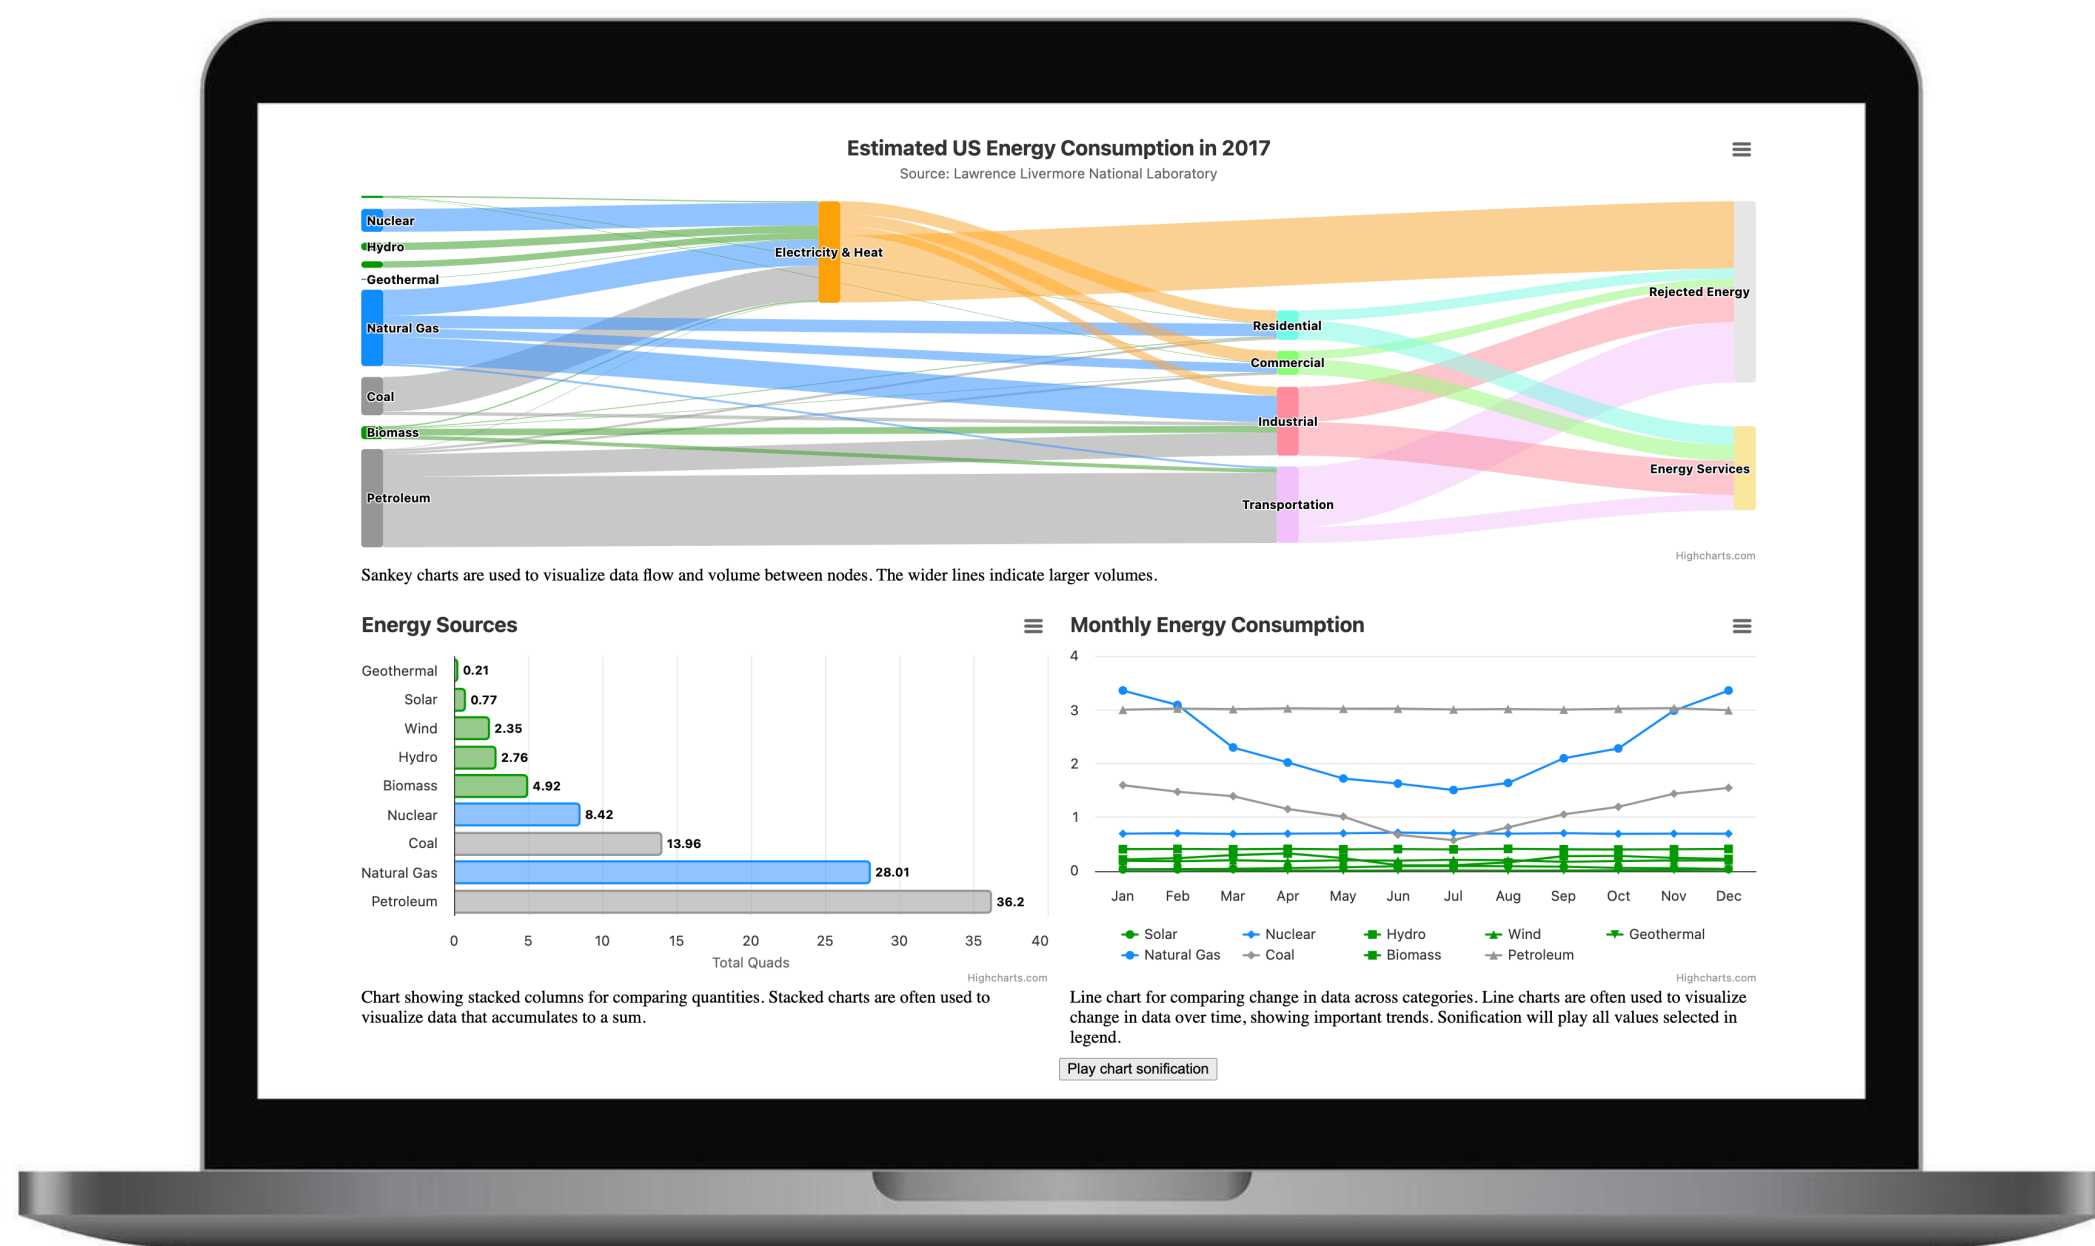 Estimated US Energy Consumption in 2017
Source: Lawrence Livermore National Laboratory
Nuclear
Hydro
Geothermal
Natural Gas
Coal
Biomass
Petroleum
Electricity & Heat
Residential
Commercial
Industrial
Transportation
Rejected Energy
Energy Services
Highcharts.com
Sankey charts are used to visualize data flow and volume between nodes. The wider lines indicate larger volumes.
Energy Sources
Geothermal 0.21
Solar 0.77
Wind 2.35
Hydro 2.76
Biomass 4.92
Nuclear 8.42
Coal 13.96
Natural Gas 28.01
Petroleum 36.2
0 5 10 15 20 25 30 35 40
Total Quads
Highcharts.com
Chart showing stacked columns for comparing quantities. Stacked charts are often used to
visualize data that accumulates to a sum.
Monthly Energy Consumption
4
3
2
1
0
Jan Feb Mar Apr May Jun Jul Aug Sep Oct Nov Dec
Solar Nuclear Hydro Wind Geothermal
Natural Gas Coal Biomass Petroleum
Highcharts.com
Line chart for comparing change in data across categories. Line charts are often used to visualize
change in data over time, showing important trends. Sonification will play all values selected in
legend.
Play chart sonification